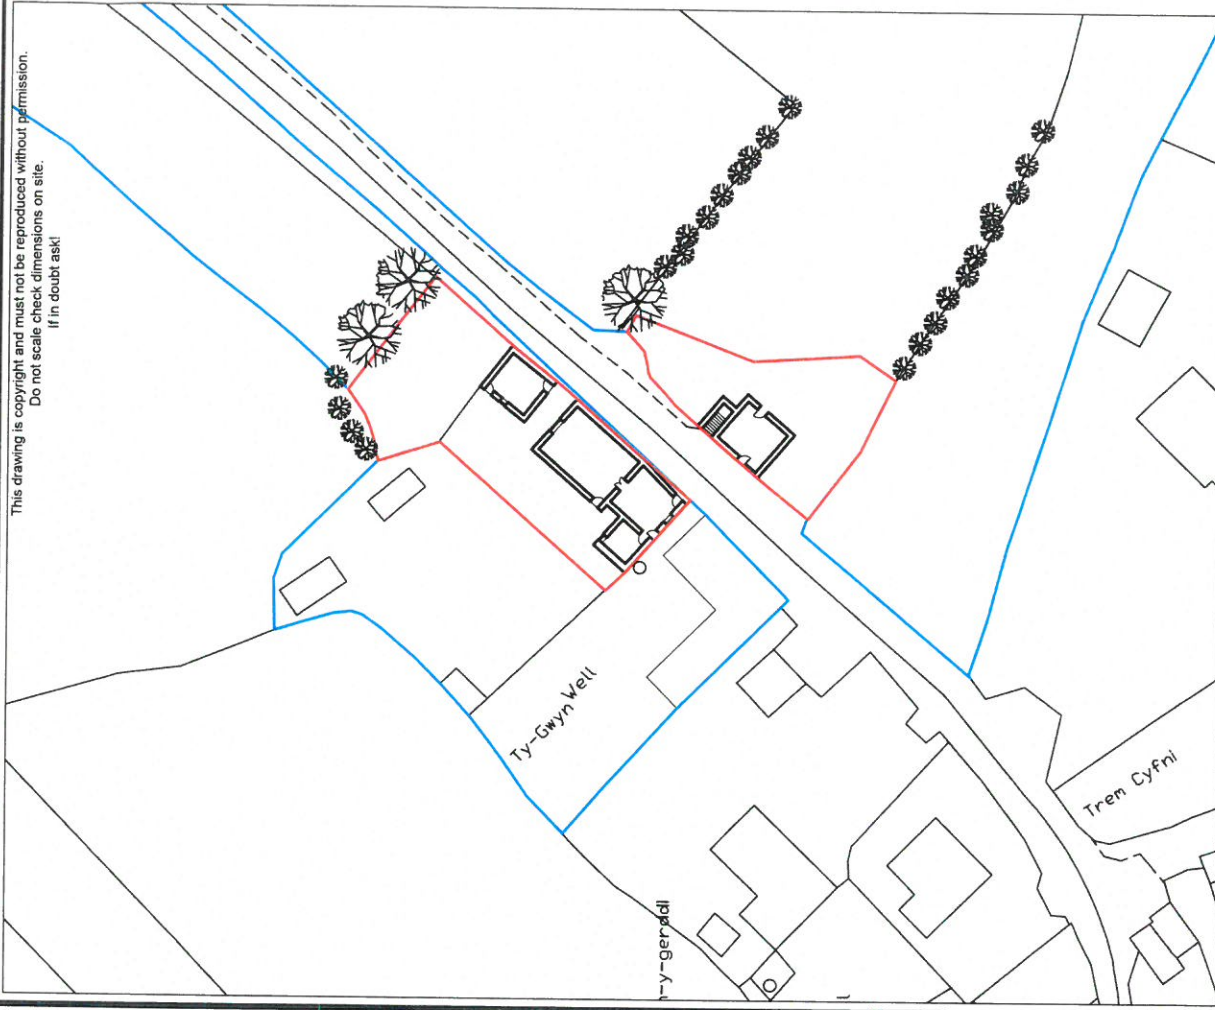 This drawing is copyright and must not be reproduced without permission.
Do not scale check dimensions on site.
If in doubt ask!
Ty-Gwyn Well
Trem Cyfni
-y-gerddi